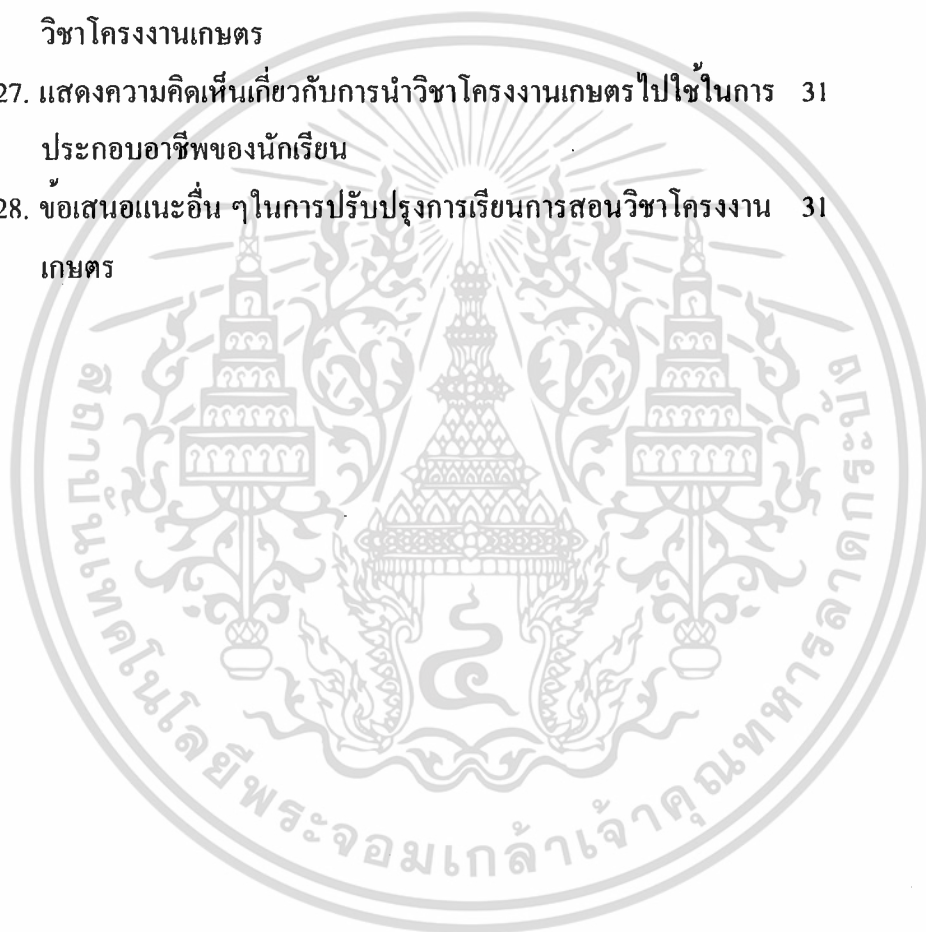 วิชาโครงงานเกษตร
27. แสดงความคิดเห็นเกี่ยวกับการนำวิชาโครงงานเกษตรไปใช้ในการ 31
ประกอบอาชีพของนักเรียน
28. ข้อเสนอแนะอื่น ๆในการปรับปรุงการเรียนการสอนวิชาโครงงาน 31
เกษตร
สถาบันเทคโนโลยีพระจอมเกล้าเจ้าคุณทหารลาดกระบัง